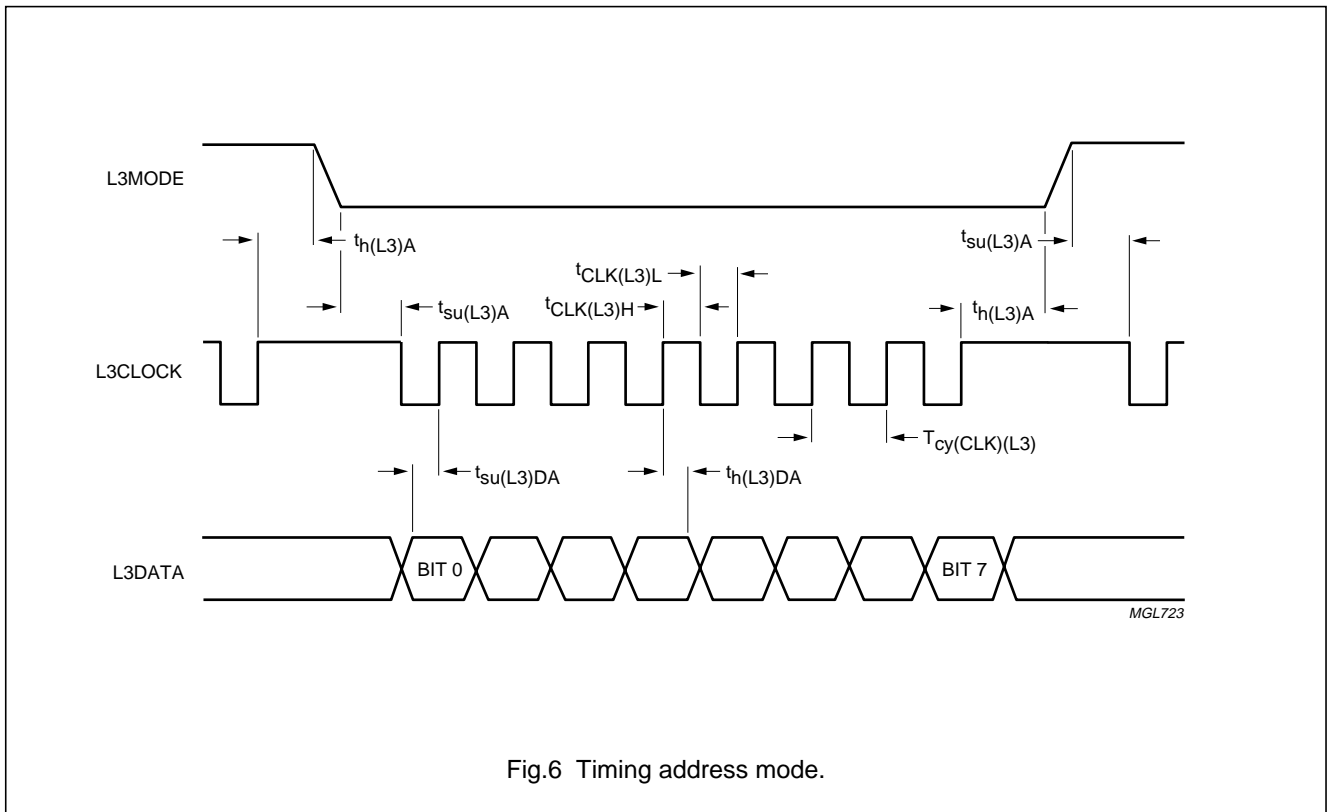 L3MODE
th(L3)A
tsu(L3)A
tCLK(L3)L
tsu(L3)A
tCLK(L3)H
th(L3)A
L3CLOCK
Tcy(CLK)(L3)
tsu(L3)DA
th(L3)DA
L3DATA
BIT 0
BIT 7
MGL723
Fig.6 Timing address mode.